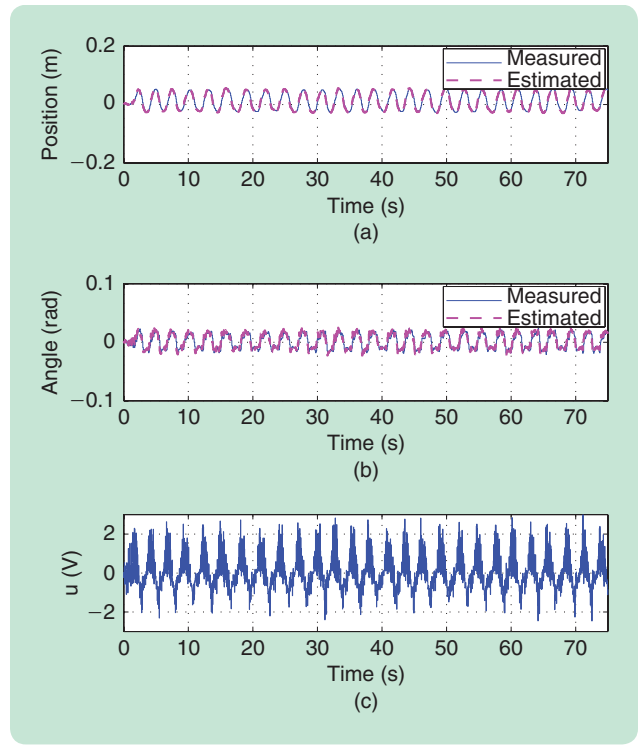 0.2
0
−0.2
Position (m)
Measured
Estimated
0 10 20 30 40 50 60 70
Time (s)
(a)
0.1
0
−0.1
Angle (rad)
Measured
Estimated
0 10 20 30 40 50 60 70
Time (s)
(b)
2
0
−2
u (V)
0 10 20 30 40 50 60 70
Time (s)
(c)